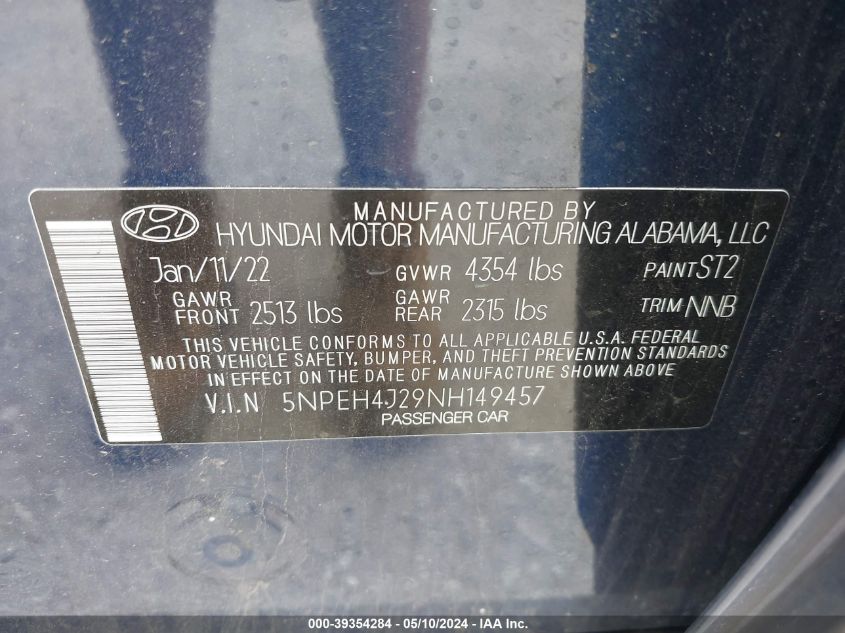 MANUFACTURED BY
HYUNDAI MOTOR MANUFACTURING ALABAMA, LLC
Jan/11/22 GVWR 4354 lbs PAINT ST2
GAWR FRONT 2513 lbs GAWR REAR 2315 lbs TRIM NNB
THIS VEHICLE CONFORMS TO ALL APPLICABLE U.S.A. FEDERAL
MOTOR VEHICLE SAFETY, BUMPER, AND THEFT PREVENTION STANDARDS
IN EFFECT ON THE DATE OF MANUFACTURE SHOWN ABOVE
V.I.N 5NPEH4J29NH149457
PASSENGER CAR
000-39354284 - 05/10/2024 - IAA Inc.